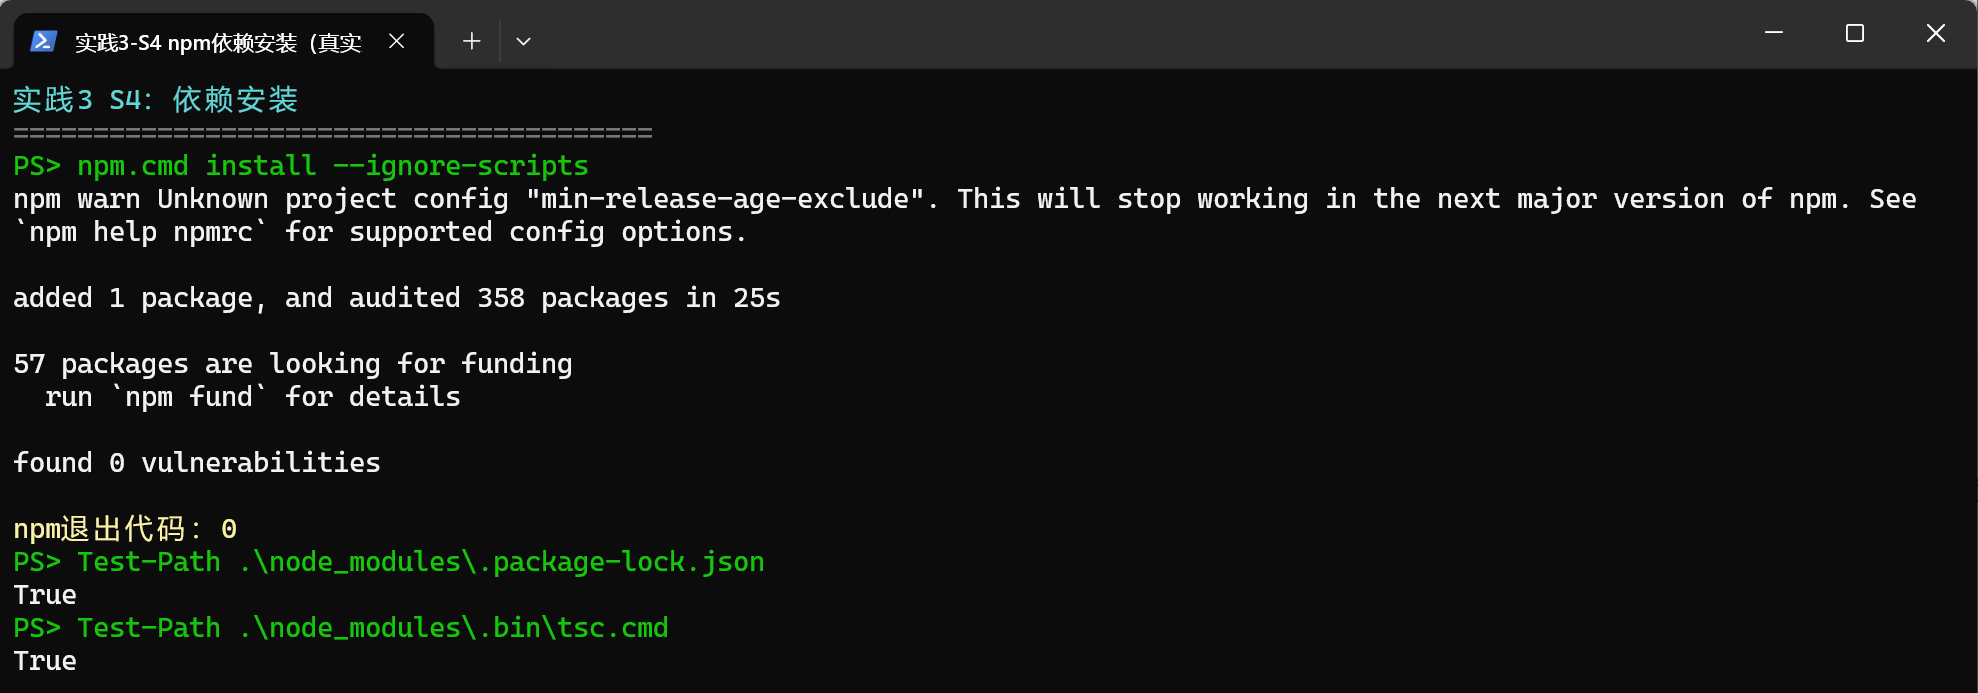 实践3-S4 npm依赖安装（真实
实践3 S4：依赖安装
========================================
PS> npm.cmd install --ignore-scripts
npm warn Unknown project config "min-release-age-exclude". This will stop working in the next major version of npm. See
`npm help npmrc` for supported config options.
added 1 package, and audited 358 packages in 25s
57 packages are looking for funding
  run `npm fund` for details
found 0 vulnerabilities
npm退出代码：0
PS> Test-Path .\node_modules\.package-lock.json
True
PS> Test-Path .\node_modules\.bin\tsc.cmd
True